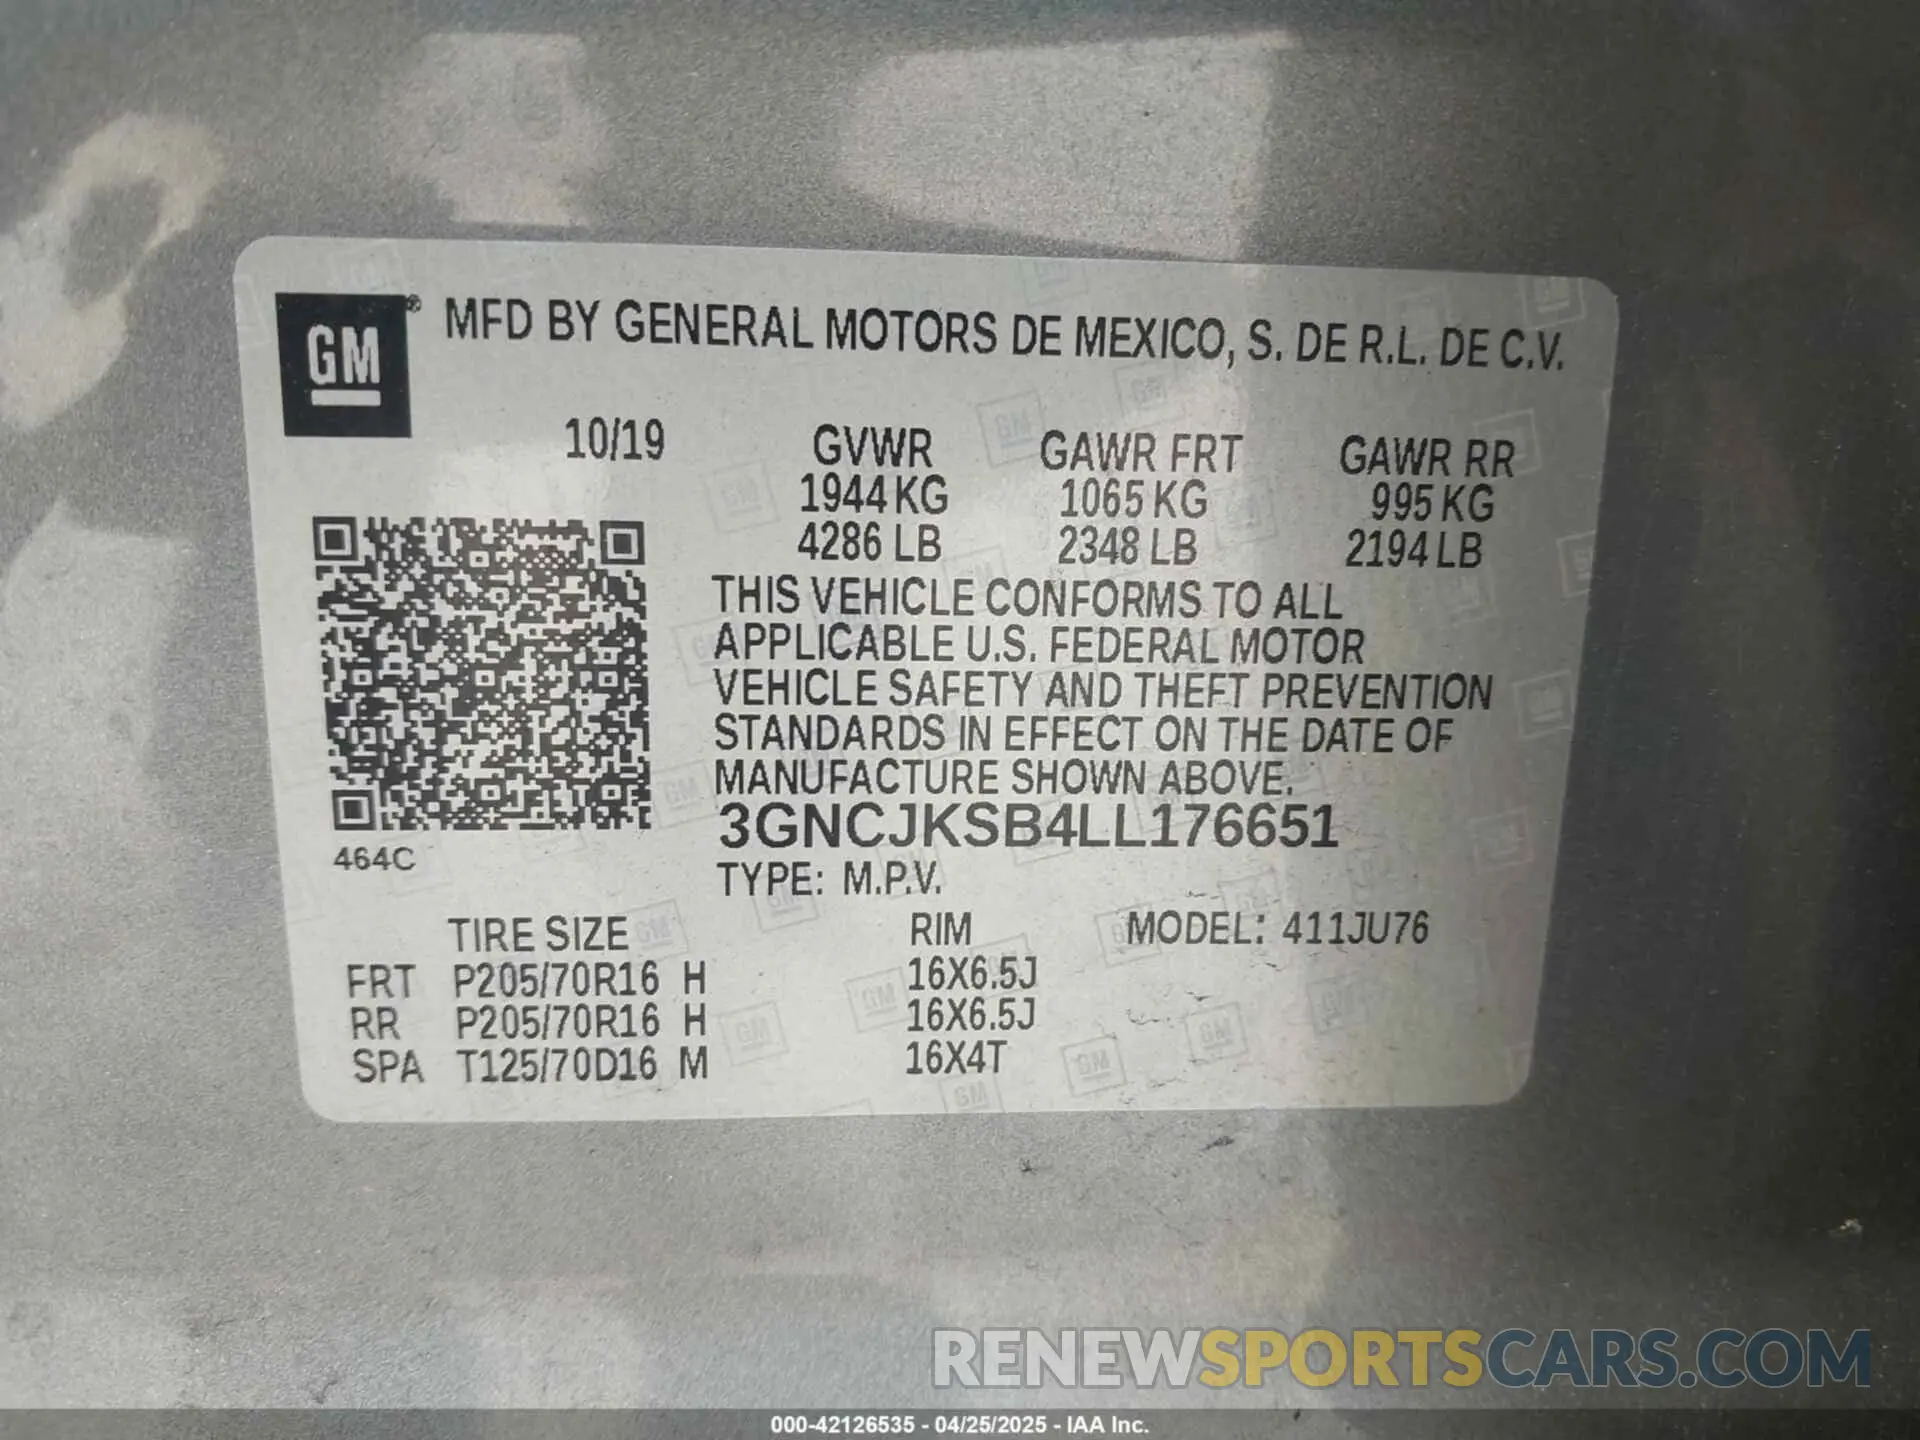 GM ® MFD BY GENERAL MOTORS DE MEXICO, S. DE R.L. DE C.V.
10/19 GVWR GAWR FRT GAWR RR
1944 KG 1065 KG 995 KG
4286 LB 2348 LB 2194 LB
THIS VEHICLE CONFORMS TO ALL
APPLICABLE U.S. FEDERAL MOTOR
VEHICLE SAFETY AND THEFT PREVENTION
STANDARDS IN EFFECT ON THE DATE OF
MANUFACTURE SHOWN ABOVE.
3GNCJKSB4LL176651
464C
TYPE: M.P.V.
TIRE SIZE RIM MODEL: 411JU76
FRT P205/70R16 H 16X6.5J
RR P205/70R16 H 16X6.5J
SPA T125/70D16 M 16X4T
RENEWSPORTSCARS.COM
000-42126535 - 04/25/2025 - IAA Inc.